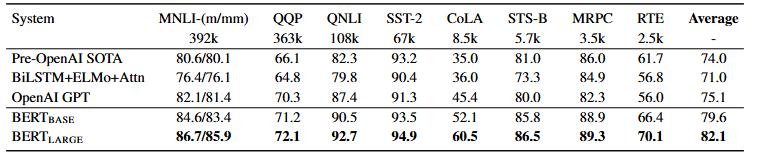 System MNLI-(m/mm) QQP QNLI SST-2 CoLA STS-B MRPC RTE Average
392k 363k 108k 67k 8.5k 5.7k 3.5k 2.5k -
Pre-OpenAI SOTA 80.6/80.1 66.1 82.3 93.2 35.0 81.0 86.0 61.7 74.0
BiLSTM+ELMo+Attn 76.4/76.1 64.8 79.8 90.4 36.0 73.3 84.9 56.8 71.0
OpenAI GPT 82.1/81.4 70.3 87.4 91.3 45.4 80.0 82.3 56.0 75.1
BERTBASE 84.6/83.4 71.2 90.5 93.5 52.1 85.8 88.9 66.4 79.6
BERTLARGE 86.7/85.9 72.1 92.7 94.9 60.5 86.5 89.3 70.1 82.1